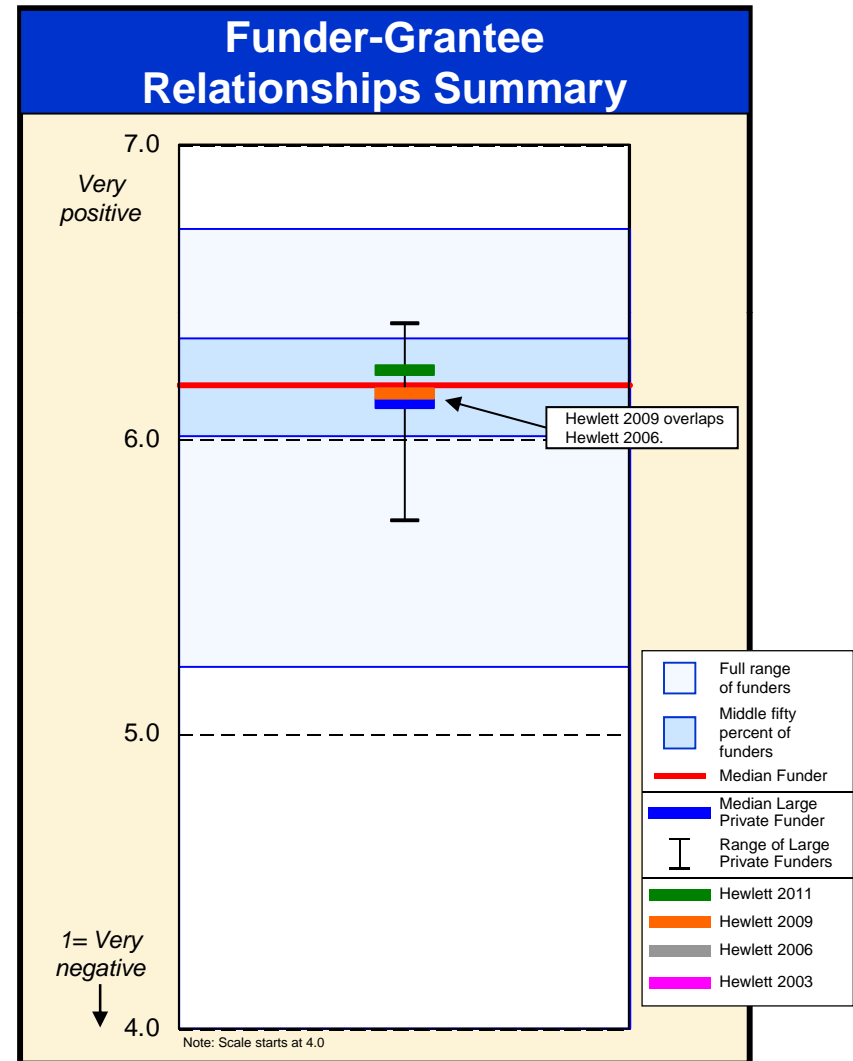 Funder-Grantee
Relationships Summary
7.0
Very
positive
Hewlett 2009 overlaps
Hewlett 2006.
6.0
5.0
1= Very
negative
4.0
Note: Scale starts at 4.0
Full range
of funders
Middle fifty
percent of
funders
Median Funder
Median Large
Private Funder
Range of Large
Private Funders
Hewlett 2011
Hewlett 2009
Hewlett 2006
Hewlett 2003